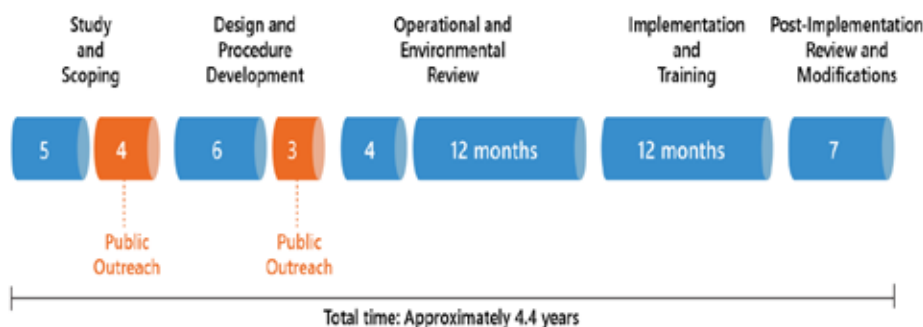 Study
and
Scoping
Design and
Procedure
Development
Operational and
Environmental
Review
Implementation
and
Training
Post-Implementation
Review and
Modifications
5
4
6
3
4
12 months
12 months
7
Public
Outreach
Public
Outreach
Total time: Approximately 4.4 years